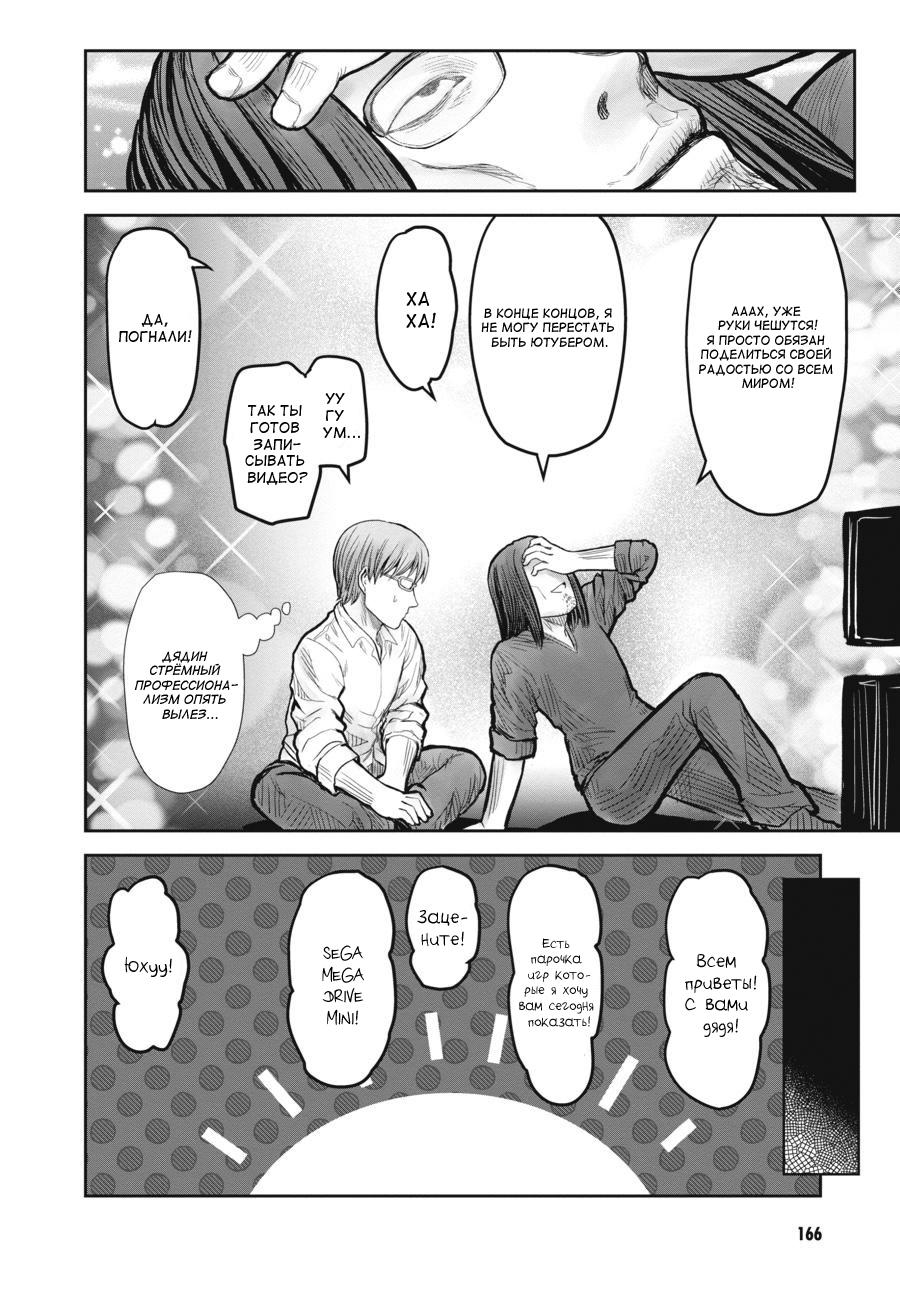 АААХ, УЖЕ
РУКИ ЧЕШУТСЯ!
Я ПРОСТО ОБЯЗАН
ПОДЕЛИТЬСЯ СВОЕЙ
РАДОСТЬЮ СО ВСЕМ
МИРОМ!
В КОНЦЕ КОНЦОВ, Я
НЕ МОГУ ПЕРЕСТАТЬ
БЫТЬ ЮТУБЕРОМ.
ХА
ХА!
УУ
ГУ
УМ...
ТАК ТЫ
ГОТОВ
ЗАПИ-
СЫВАТЬ
ВИДЕО?
ДА,
ПОГНАЛИ!
ДЯДИН
СТРЁМНЫЙ
ПРОФЕССИОНА-
ЛИЗМ ОПЯТЬ
ВЫЛЕЗ...
Всем
приветы!
С вами
дядя!
Есть
парочка
игр кото-
рые я хочу
вам сегодня
показать!
Заце-
ните!
SEGA
MEGA
DRIVE
MINI!
Юхуу!
166